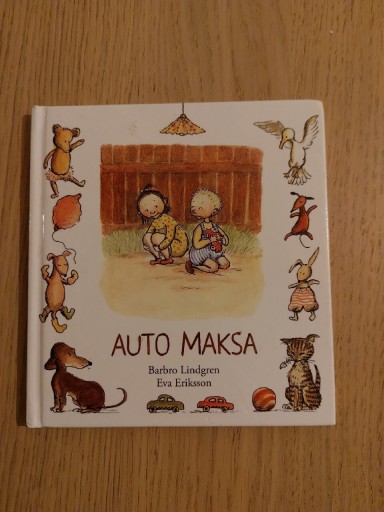 AUTO MAKSA
Barbro Lindgren
Eva Eriksson